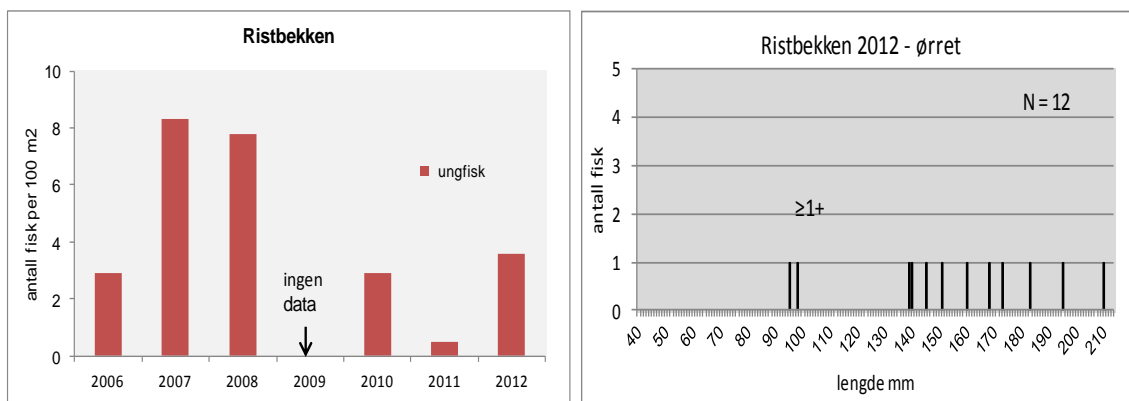 Ristbekken
antall fisk per 100 m2
10
8
6
4
2
0
ungfisk
ingen
data
2006 2007 2008 2009 2010 2011 2012
Ristbekken 2012 - ørret
N = 12
antall fisk
5
4
3
2
1
0
≥1+
40 50 60 70 80 90 100 110 120 130 140 150 160 170 180 190 200 210
lengde mm